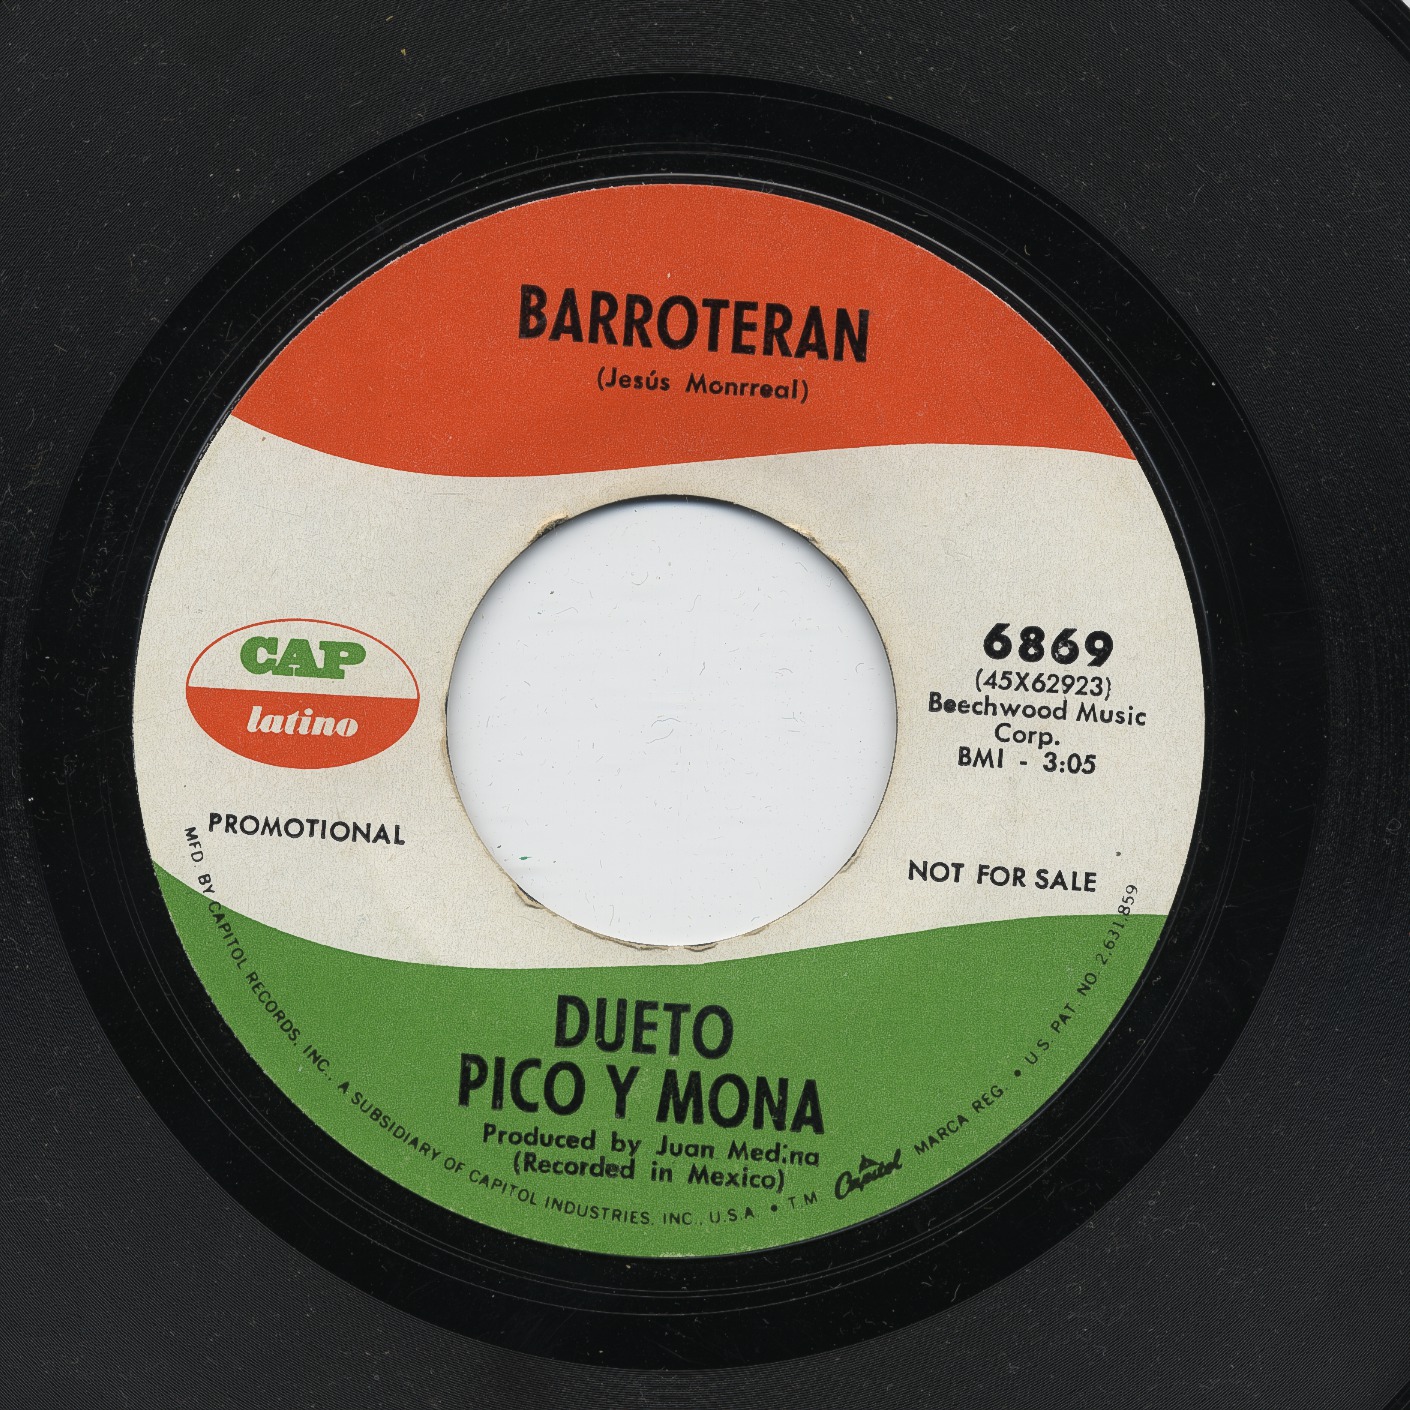 BARROTERAN
(Jesús Monrreal)
CAP
latino
6869
(45X62923)
Beechwood Music
Corp.
BMI - 3:05
PROMOTIONAL
NOT FOR SALE
DUETO
PICO Y MONA
Produced by Juan Medina
(Recorded in Mexico)
MFD. BY CAPITOL RECORDS, INC., A SUBSIDIARY OF CAPITOL INDUSTRIES, INC., U.S.A. • T.M. Capitol MARCA REG. • U.S. PAT. NO. 2,631,859